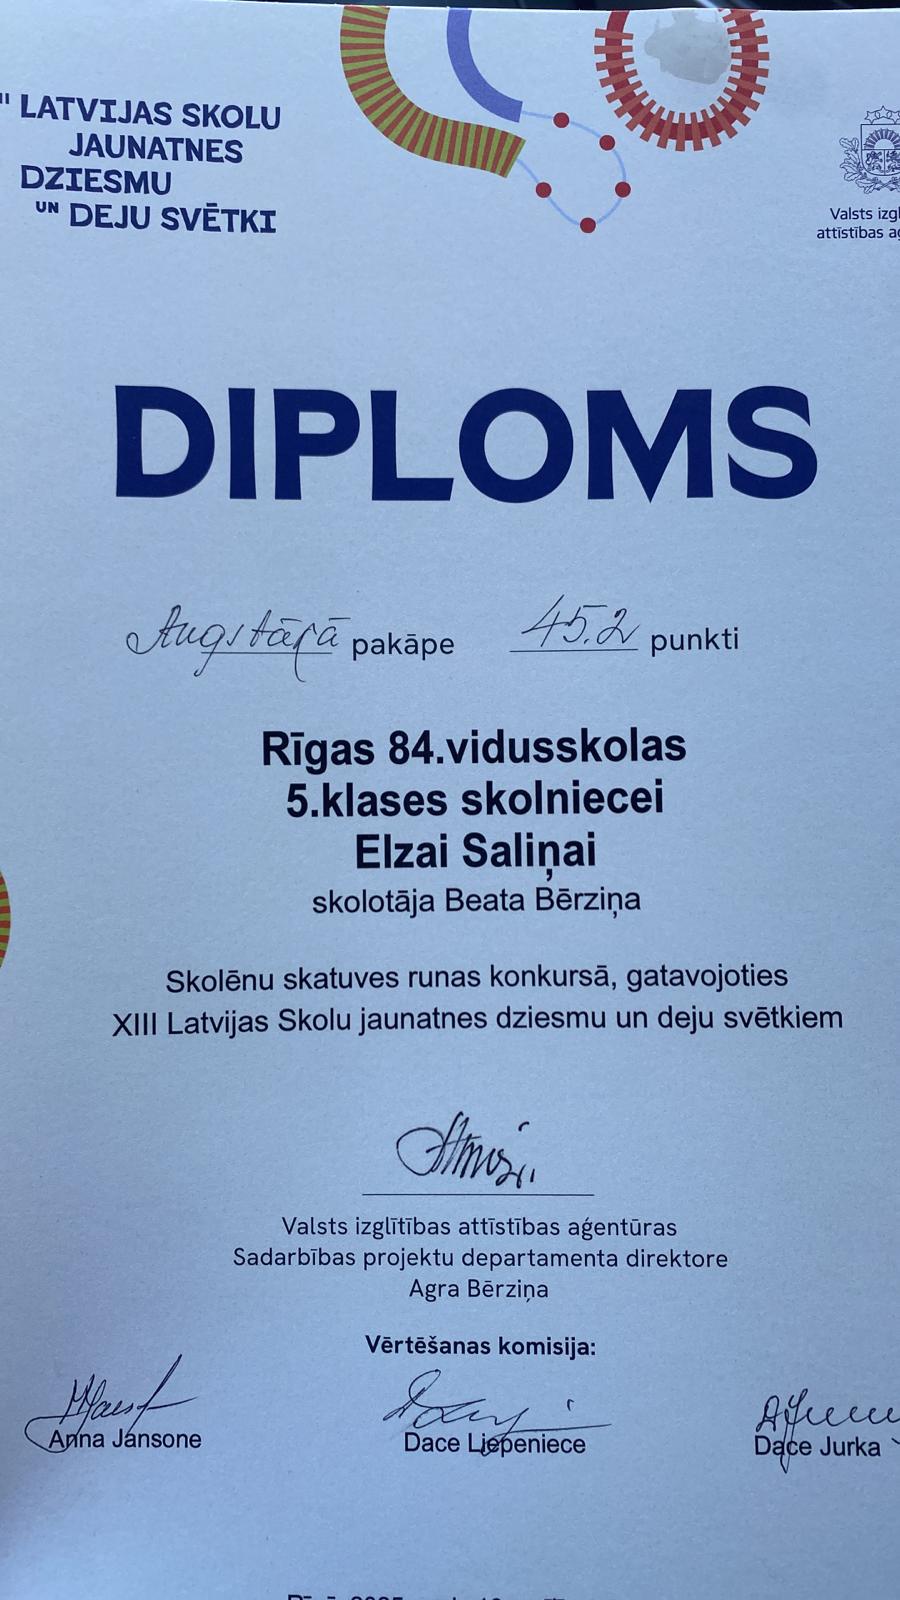 " LATVIJAS SKOLU
JAUNATNES
DZIESMU
UN DEJU SVĒTKI
Valsts izgl
attīstības aģ
DIPLOMS
Augstākā pakāpe 45.2 punkti
Rīgas 84.vidusskolas
5.klases skolniecei
Elzai Saliņai
skolotāja Beata Bērziņa
Skolēnu skatuves runas konkursā, gatavojoties
XIII Latvijas Skolu jaunatnes dziesmu un deju svētkiem
Valsts izglītības attīstības aģentūras
Sadarbības projektu departamenta direktore
Agra Bērziņa
Vērtēšanas komisija:
Anna Jansone
Dace Liepeniece
Dace Jurka